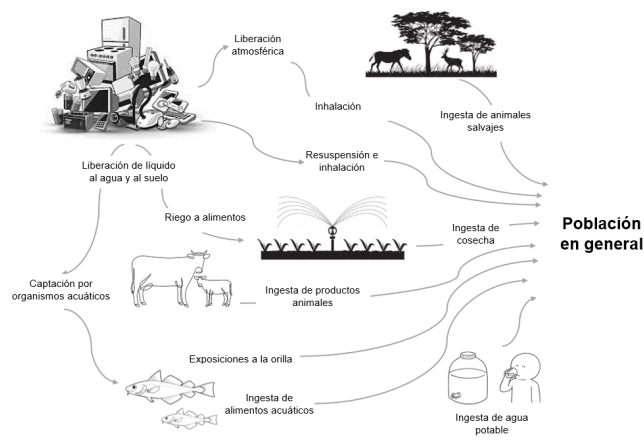 Liberación
atmosférica
Inhalación
Ingesta de animales
salvajes
Resuspensión e
inhalación
Liberación de líquido
al agua y al suelo
Riego a alimentos
Ingesta de
cosecha
Población
en general
Captación por
organismos acuáticos
Ingesta de productos
animales
Exposiciones a la orilla
Ingesta de
alimentos acuáticos
Ingesta de agua
potable